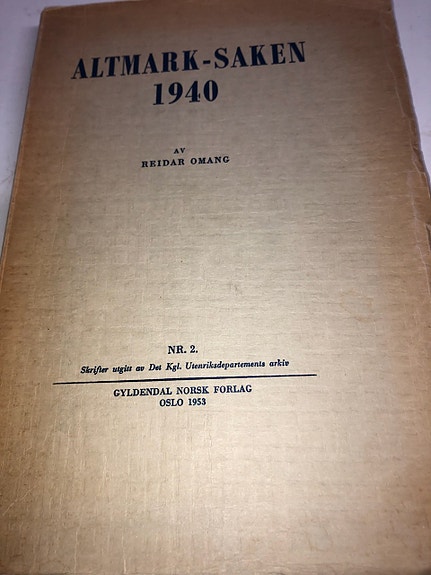 ALTMARK-SAKEN
1940
AV
REIDAR OMANG
NR. 2.
Skrifter utgitt av Det Kgl. Utenriksdepartements arkiv
GYLDENDAL NORSK FORLAG
OSLO 1953